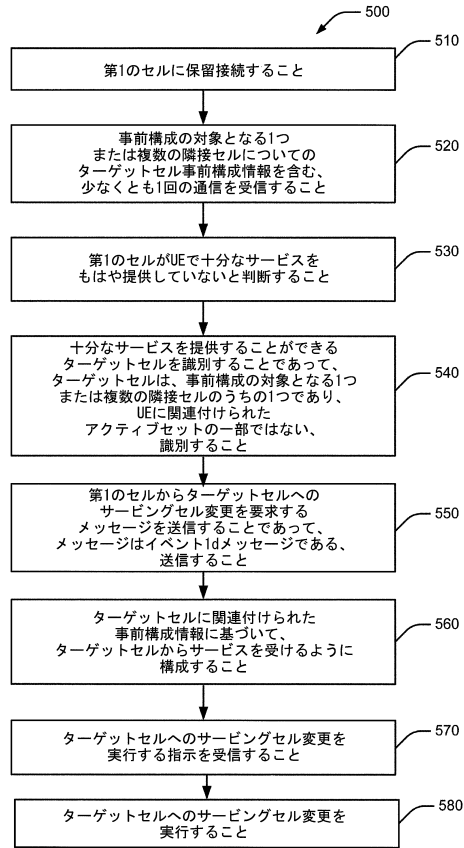 500
510
第1のセルに保留接続すること
520
事前構成の対象となる1つ
または複数の隣接セルについての
ターゲットセル事前構成情報を含む、
少なくとも1回の通信を受信すること
530
第1のセルがUEで十分なサービスを
もはや提供していないと判断すること
540
十分なサービスを提供することができる
ターゲットセルを識別することであって、
ターゲットセルは、事前構成の対象となる1つ
または複数の隣接セルのうちの1つであり、
UEに関連付けられた
アクティブセットの一部ではない、
識別すること
550
第1のセルからターゲットセルへの
サービングセル変更を要求する
メッセージを送信することであって、
メッセージはイベント1dメッセージである、
送信すること
560
ターゲットセルに関連付けられた
事前構成情報に基づいて、
ターゲットセルからサービスを受けるように
構成すること
570
ターゲットセルへのサービングセル変更を
実行する指示を受信すること
580
ターゲットセルへのサービングセル変更を
実行すること